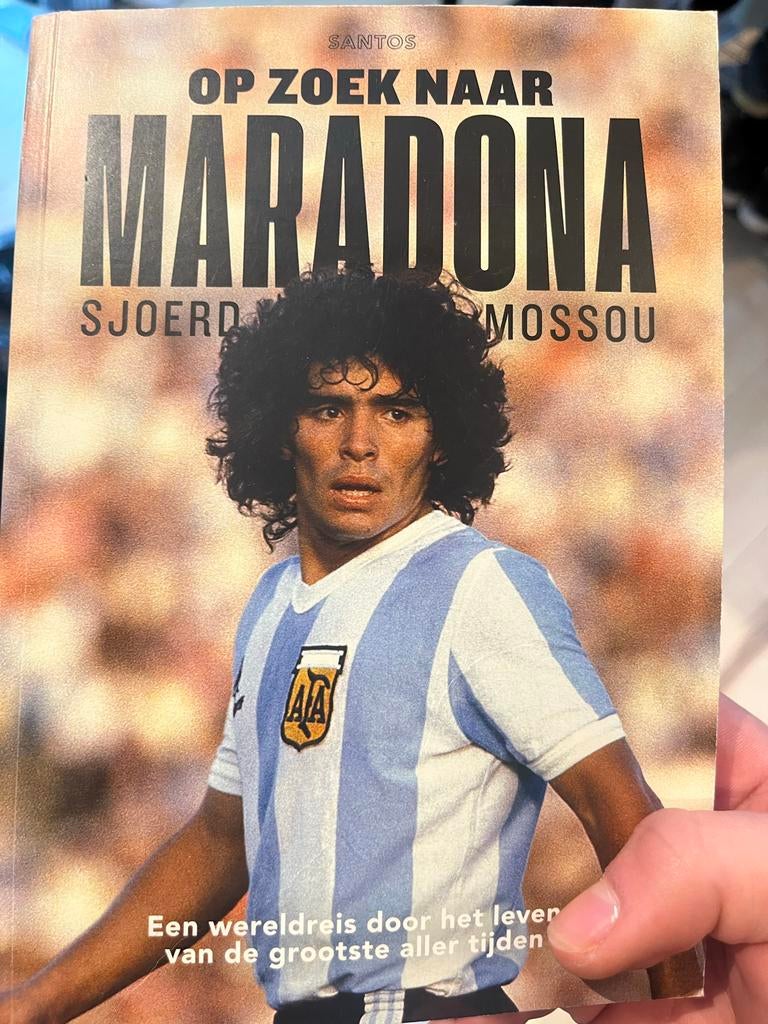 SANTOS
OP ZOEK NAAR
MARADONA
SJOERD MOSSOU
AFA
Een wereldreis door het leven
van de grootste aller tijden